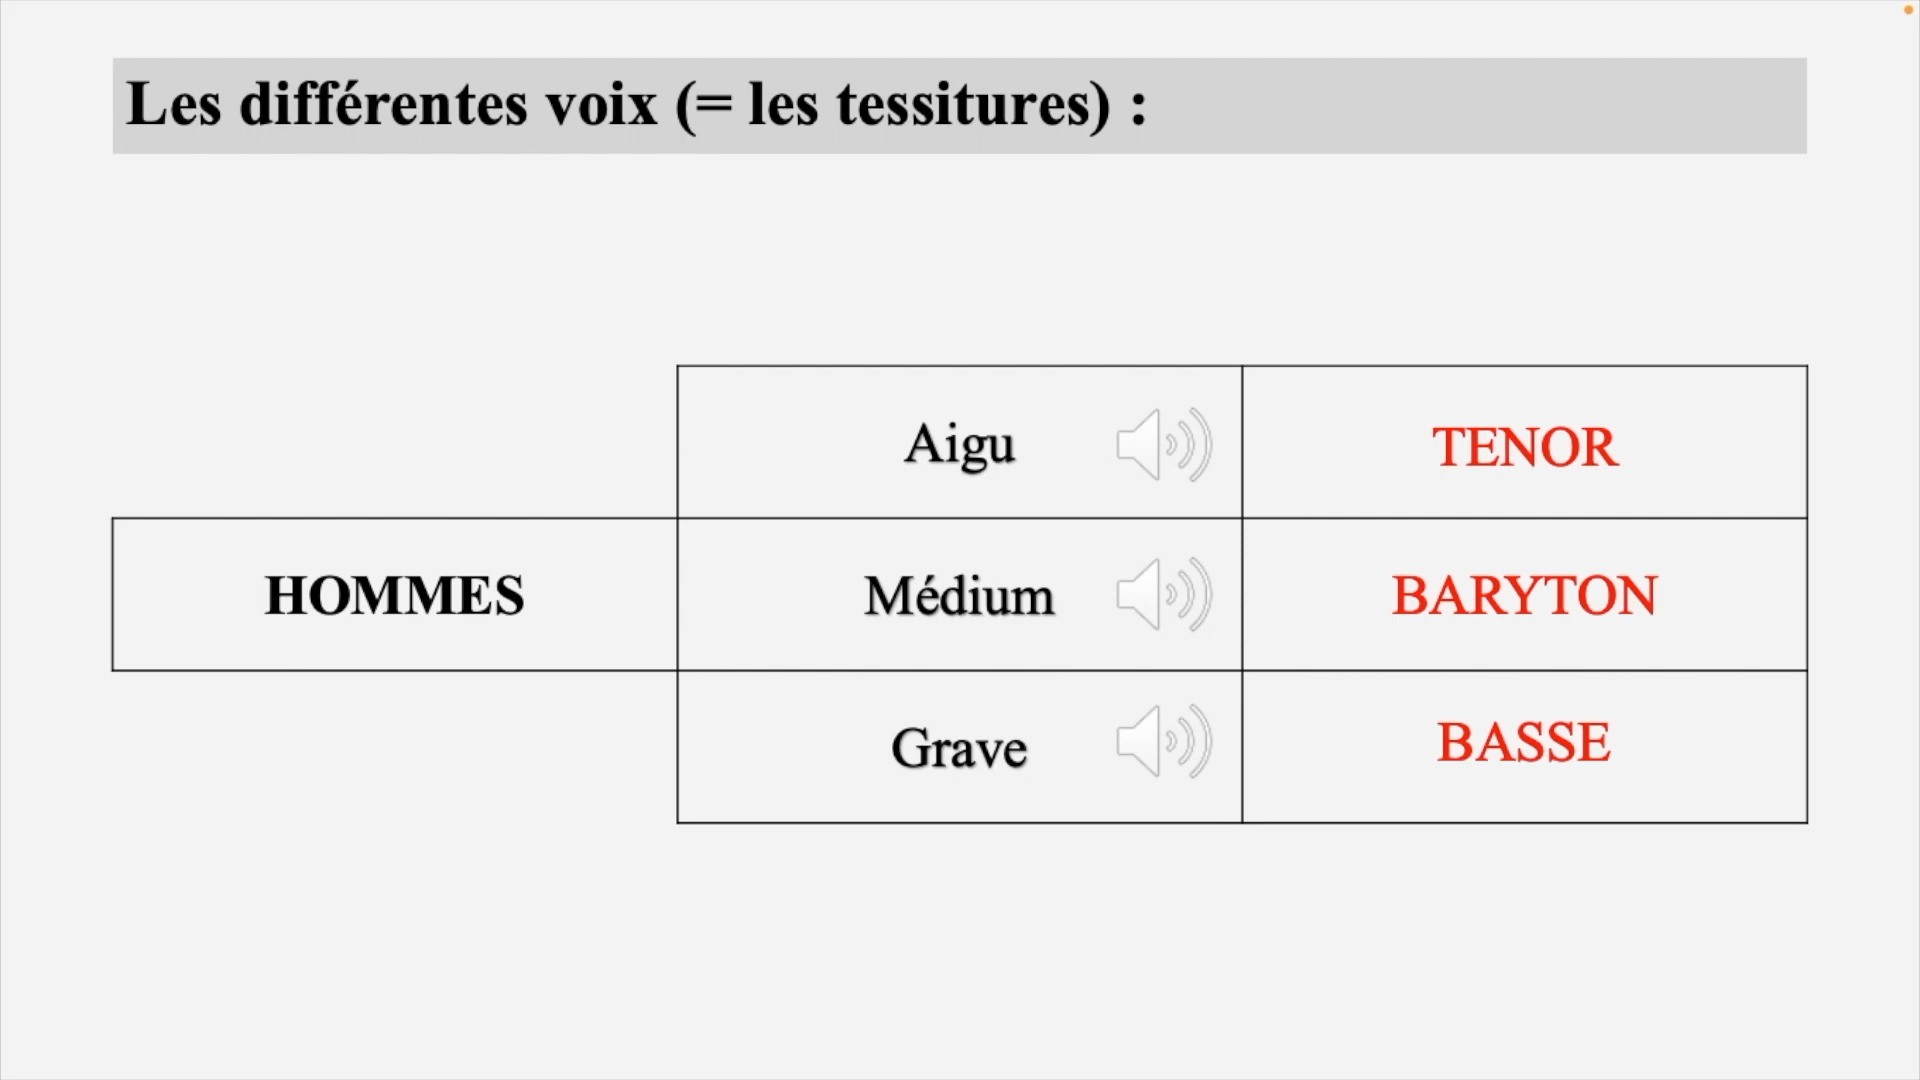 Les différentes voix (= les tessitures) :
Aigu
TENOR
HOMMES
Médium
BARYTON
Grave
BASSE